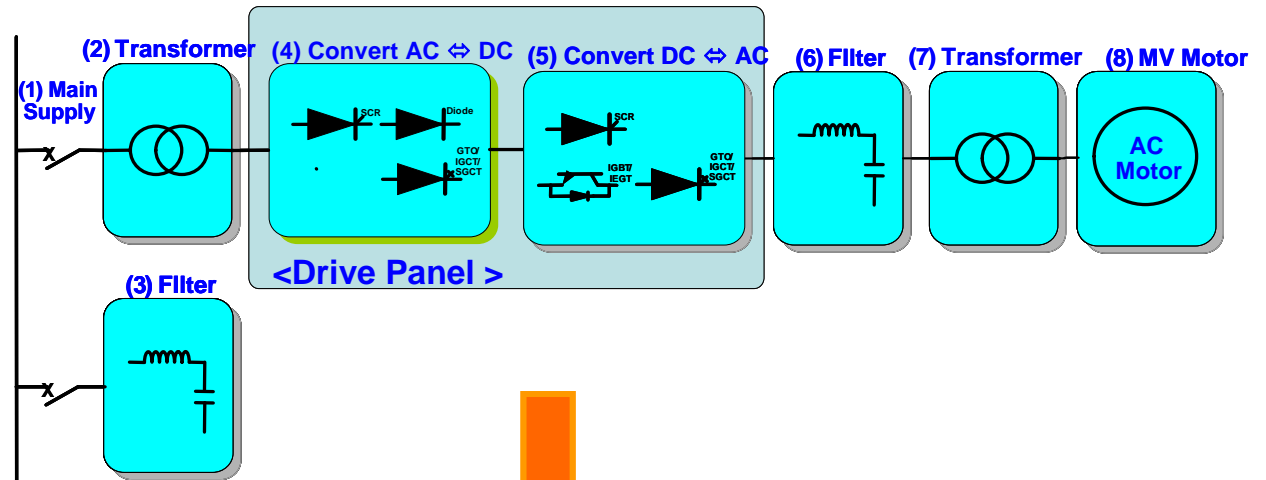 (1) Main
Supply
(2) Transformer
(4) Convert AC ⇔ DC
SCR
Diode
GTO/
IGCT/
SGCT
(5) Convert DC ⇔ AC
SCR
IGBT/
IEGT
GTO/
IGCT/
SGCT
(6) FIlter
(7) Transformer
(8) MV Motor
AC
Motor
<Drive Panel >
(3) FIlter